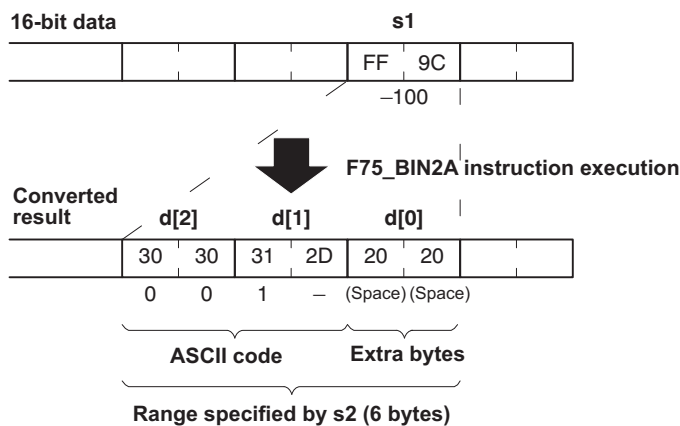 16-bit data s1
FF 9C
–100
F75_BIN2A instruction execution
Converted
result d[2] d[1] d[0]
30 30 31 2D 20 20
0 0 1 – (Space) (Space)
ASCII code Extra bytes
Range specified by s2 (6 bytes)